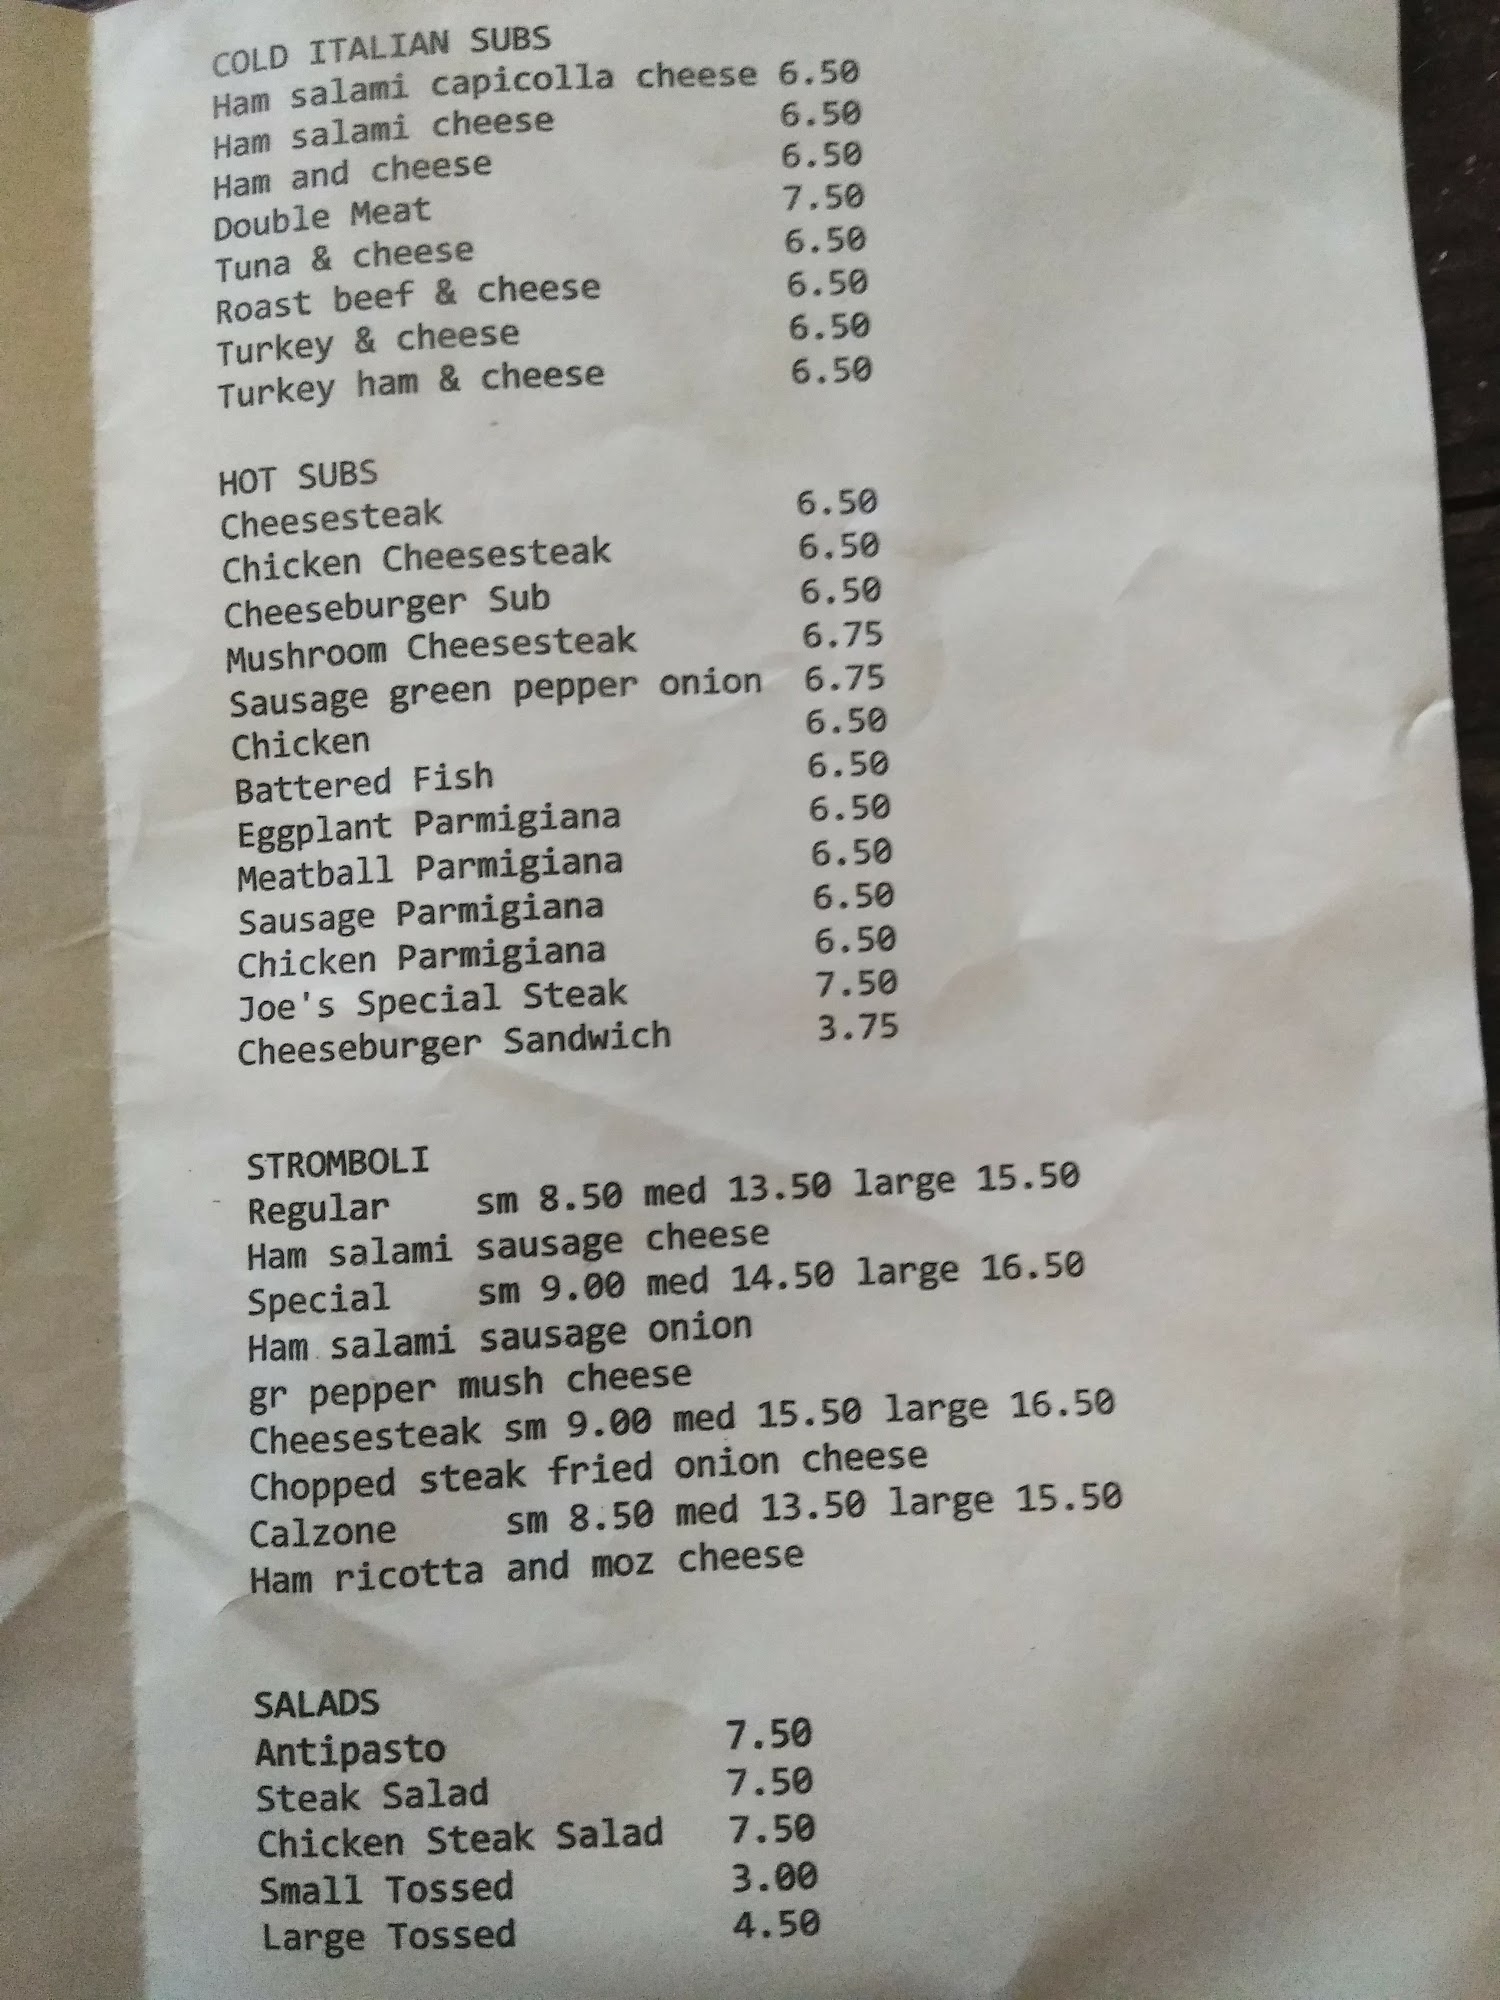 COLD ITALIAN SUBS
Ham salami capicolla cheese 6.50
Ham salami cheese 6.50
Ham and cheese 6.50
Double Meat 7.50
Tuna & cheese 6.50
Roast beef & cheese 6.50
Turkey & cheese 6.50
Turkey ham & cheese 6.50
HOT SUBS
Cheesesteak 6.50
Chicken Cheesesteak 6.50
Cheeseburger Sub 6.50
Mushroom Cheesesteak 6.75
Sausage green pepper onion 6.75
Chicken 6.50
Battered Fish 6.50
Eggplant Parmigiana 6.50
Meatball Parmigiana 6.50
Sausage Parmigiana 6.50
Chicken Parmigiana 6.50
Joe's Special Steak 7.50
Cheeseburger Sandwich 3.75
STROMBOLI
Regular sm 8.50 med 13.50 large 15.50
Ham salami sausage cheese
Special sm 9.00 med 14.50 large 16.50
Ham salami sausage onion
gr pepper mush cheese
Cheesesteak sm 9.00 med 15.50 large 16.50
Chopped steak fried onion cheese
Calzone sm 8.50 med 13.50 large 15.50
Ham ricotta and moz cheese
SALADS
Antipasto 7.50
Steak Salad 7.50
Chicken Steak Salad 7.50
Small Tossed 3.00
Large Tossed 4.50